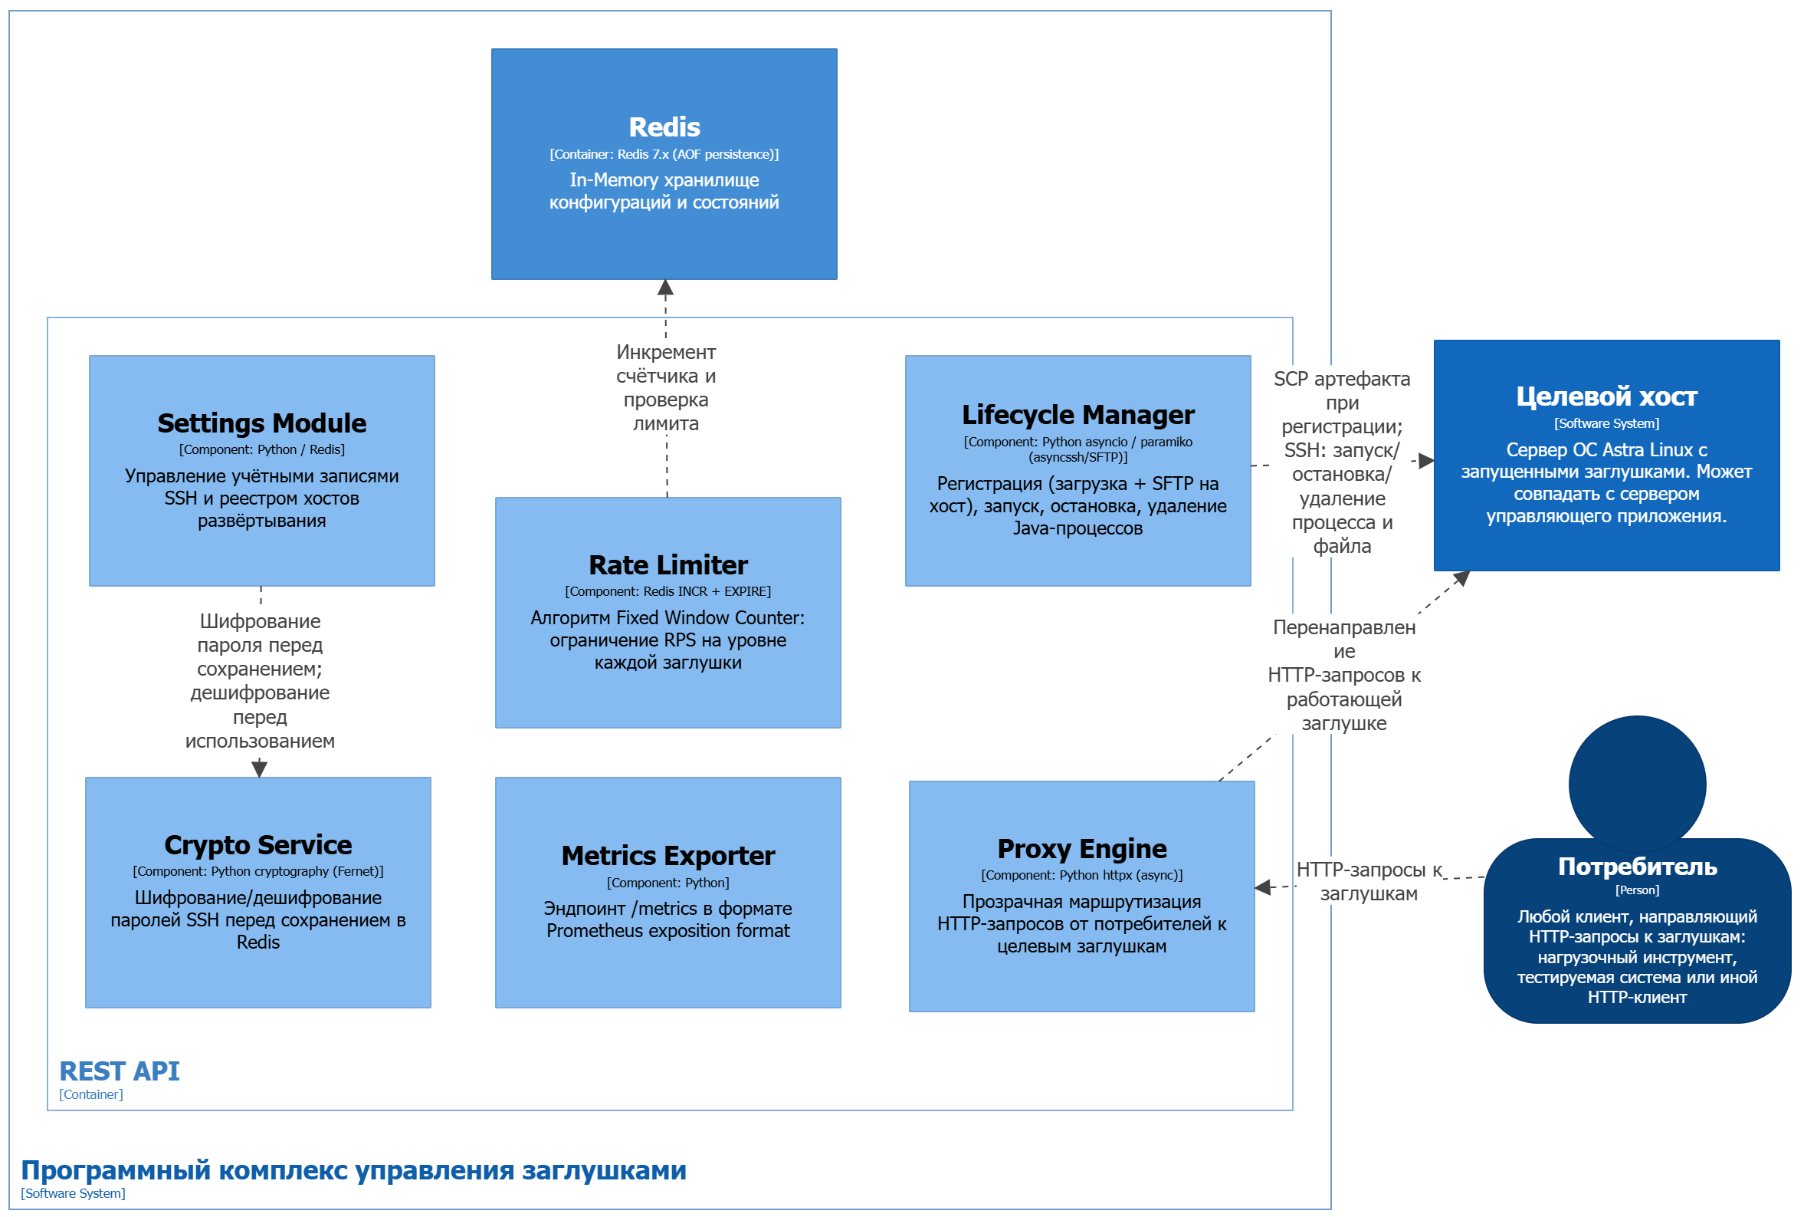 Redis
[Container: Redis 7.x (AOF persistence)]
In-Memory хранилище
конфигураций и состояний
Инкремент
счётчика и
проверка
лимита
Settings Module
[Component: Python / Redis]
Управление учётными записями
SSH и реестром хостов
развёртывания
Lifecycle Manager
[Component: Python asyncio / paramiko
(asyncssh/SFTP)]
Регистрация (загрузка + SFTP на
хост), запуск, остановка, удаление
Java-процессов
SCP артефакта
при
регистрации;
SSH: запуск/
остановка/
удаление
процесса и
файла
Целевой хост
[Software System]
Сервер ОС Astra Linux с
запущенными заглушками. Может
совпадать с сервером
управляющего приложения.
Rate Limiter
[Component: Redis INCR + EXPIRE]
Алгоритм Fixed Window Counter:
ограничение RPS на уровне
каждой заглушки
Шифрование
пароля перед
сохранением;
дешифрование
перед
использованием
Перенаправлен
ие
HTTP-запросов к
работающей
заглушке
Crypto Service
[Component: Python cryptography (Fernet)]
Шифрование/дешифрование
паролей SSH перед сохранением в
Redis
Metrics Exporter
[Component: Python]
Эндпоинт /metrics в формате
Prometheus exposition format
Proxy Engine
[Component: Python httpx (async)]
Прозрачная маршрутизация
HTTP-запросов от потребителей к
целевым заглушкам
HTTP-запросы к
заглушкам
Потребитель
[Person]
Любой клиент, направляющий
HTTP-запросы к заглушкам:
нагрузочный инструмент,
тестируемая система или иной
HTTP-клиент
REST API
[Container]
Программный комплекс управления заглушками
[Software System]